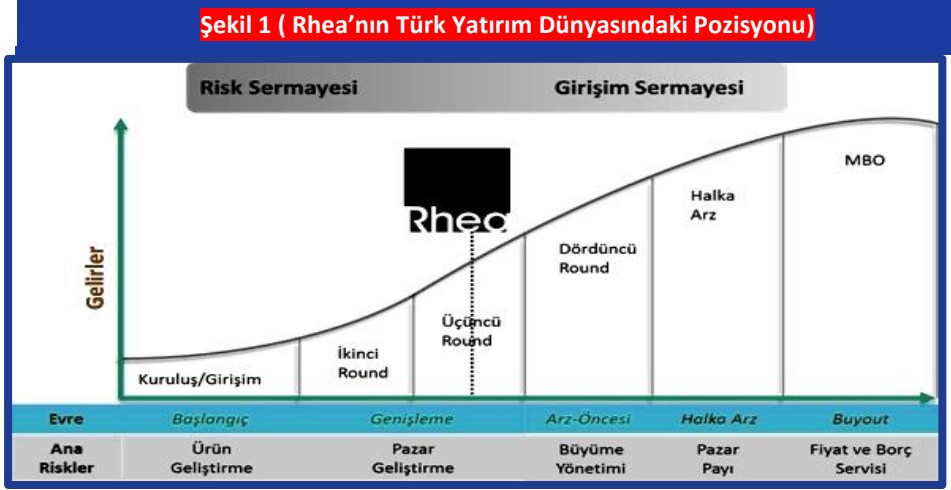 Şekil 1 ( Rhea’nın Türk Yatırım Dünyasındaki Pozisyonu)
Risk Sermayesi Girişim Sermayesi
MBO
Halka
Arz
Rhea
Dördüncü
Round
Gelirler
Üçüncü
Round
İkinci
Round
Kuruluş/Girişim
Evre Başlangıç Genişleme Arz-Öncesi Halka Arz Buyout
Ana Ürün Pazar Büyüme Pazar Fiyat ve Borç
Riskler Geliştirme Geliştirme Yönetimi Payı Servisi